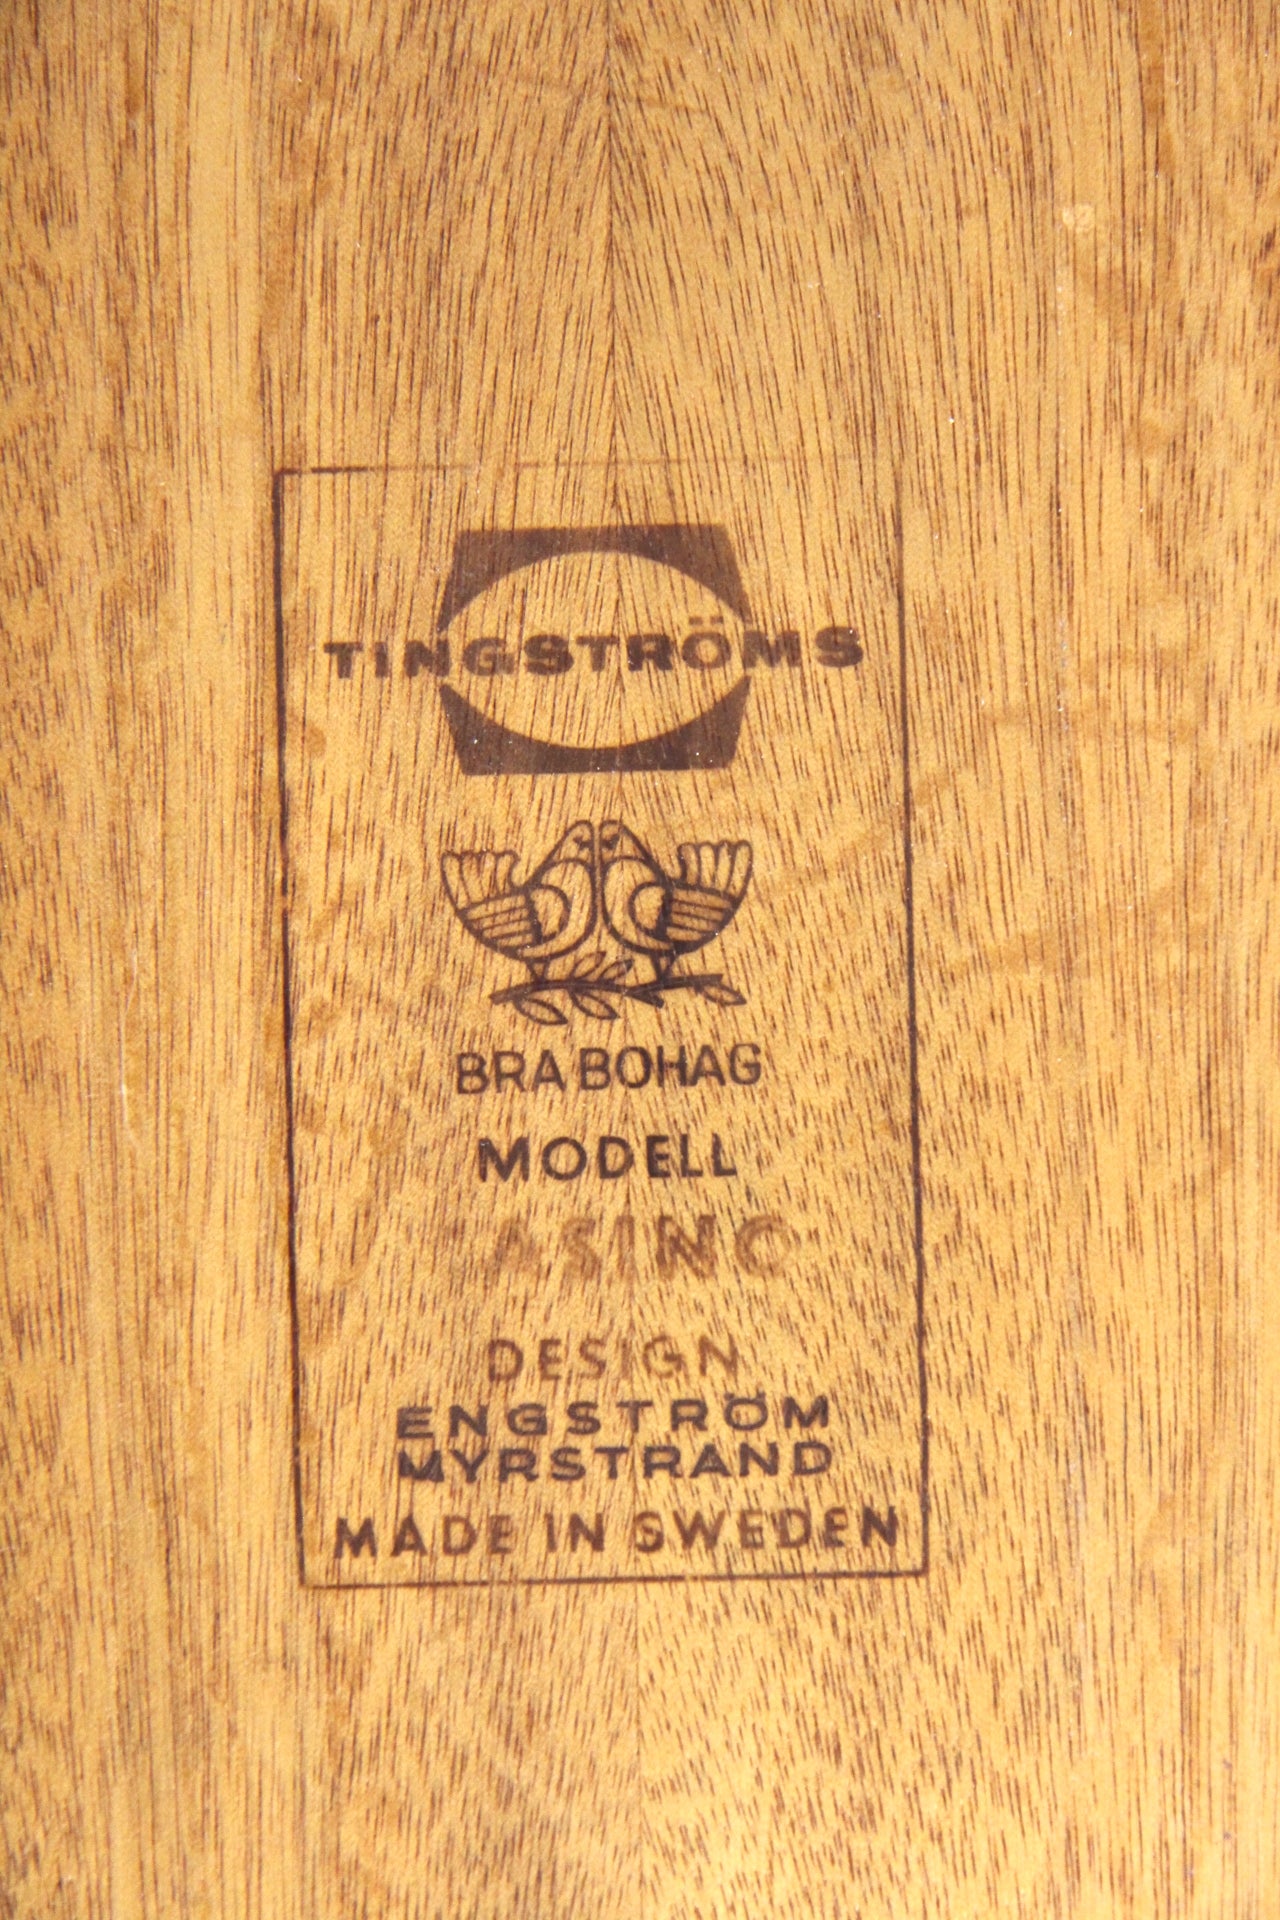 TINGSTRÖMS
BRA BOHAG
MODELL
CASINO
DESIGN
ENGSTRÖM
MYRSTRAND
MADE IN SWEDEN